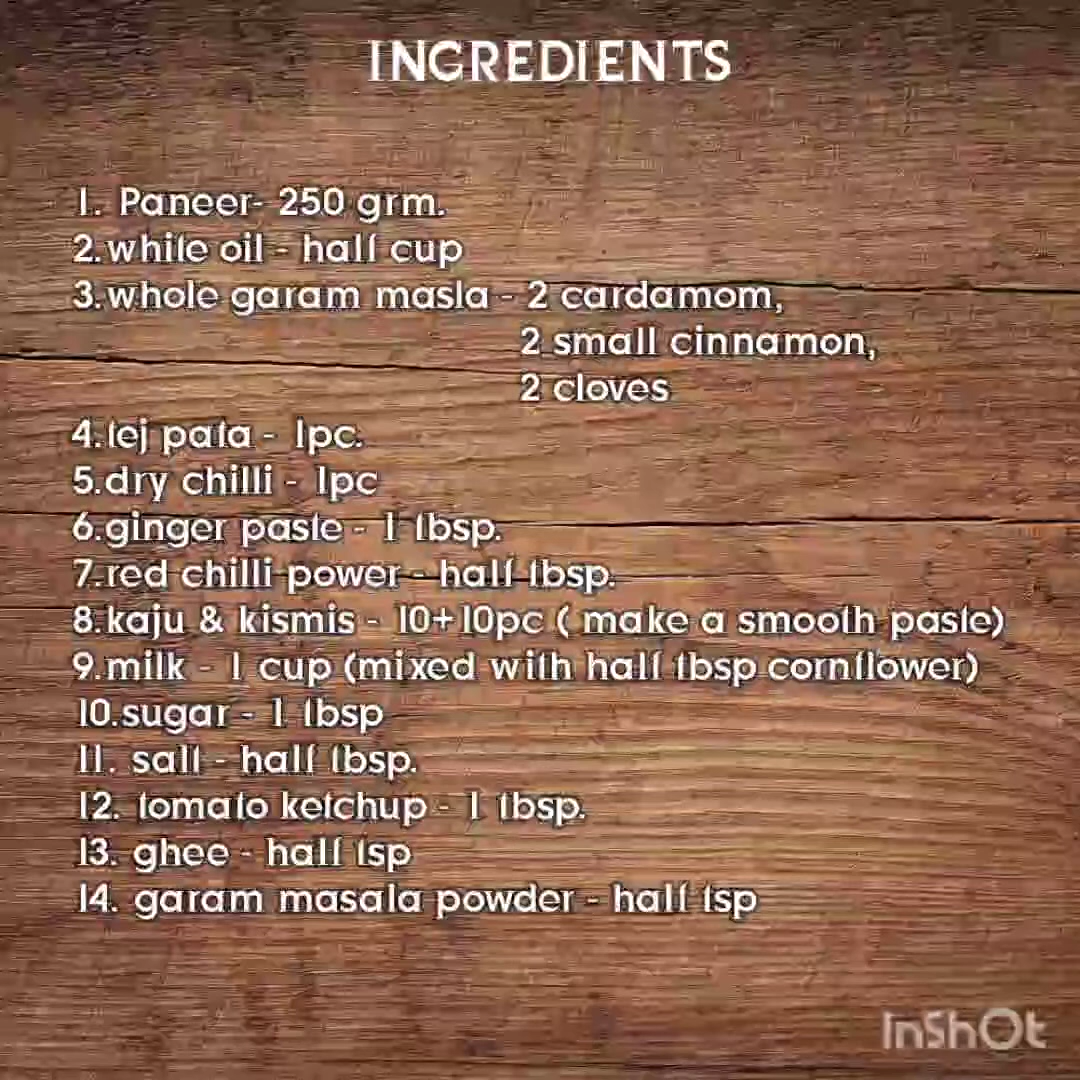 INGREDIENTS
1. Paneer- 250 grm.
2.white oil - half cup
3.whole garam masla - 2 cardamom,
2 small cinnamon,
2 cloves
4.tej pata - 1pc.
5.dry chilli - 1pc
6.ginger paste - 1 tbsp.
7.red chilli power - half tbsp.
8.kaju & kismis - 10+10pc ( make a smooth paste)
9.milk - 1 cup (mixed with half tbsp cornflower)
10.sugar - 1 tbsp
11. salt - half tbsp.
12. tomato ketchup - 1 tbsp.
13. ghee - half tsp
14. garam masala powder - half tsp
InShOt